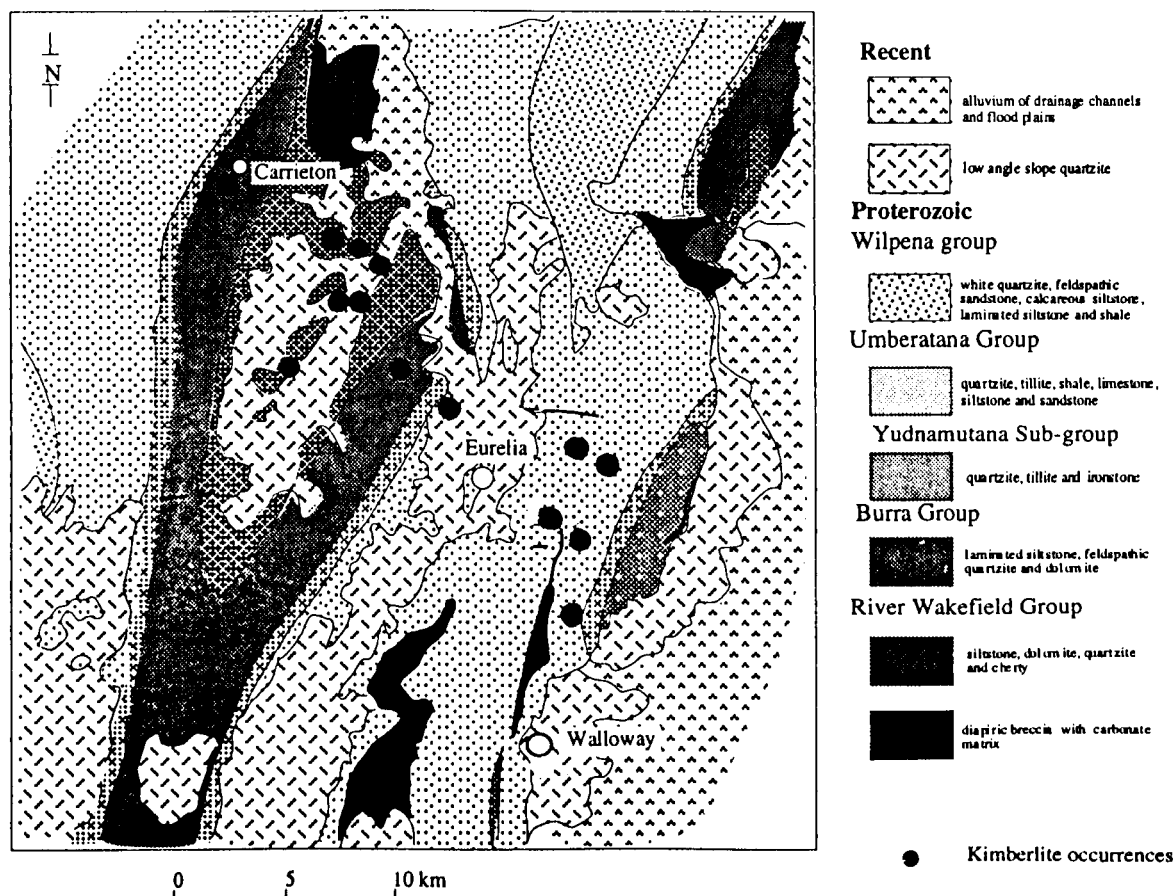 N
Carrieton
Eurelia
Walloway
0 5 10 km
Recent
alluvium of drainage channels
and flood plains
low angle slope quartzite
Proterozoic
Wilpena group
white quartzite, feldspathic
sandstone, calcareous siltstone,
laminated siltstone and shale
Umberatana Group
quartzite, tillite, shale, limestone,
siltstone and sandstone
Yudnamutana Sub-group
quartzite, tillite and ironstone
Burra Group
laminated siltstone, feldspathic
quartzite and dolomite
River Wakefield Group
siltstone, dolomite, quartzite
and cherty
diapiric breccia with carbonate
matrix
Kimberlite occurrences